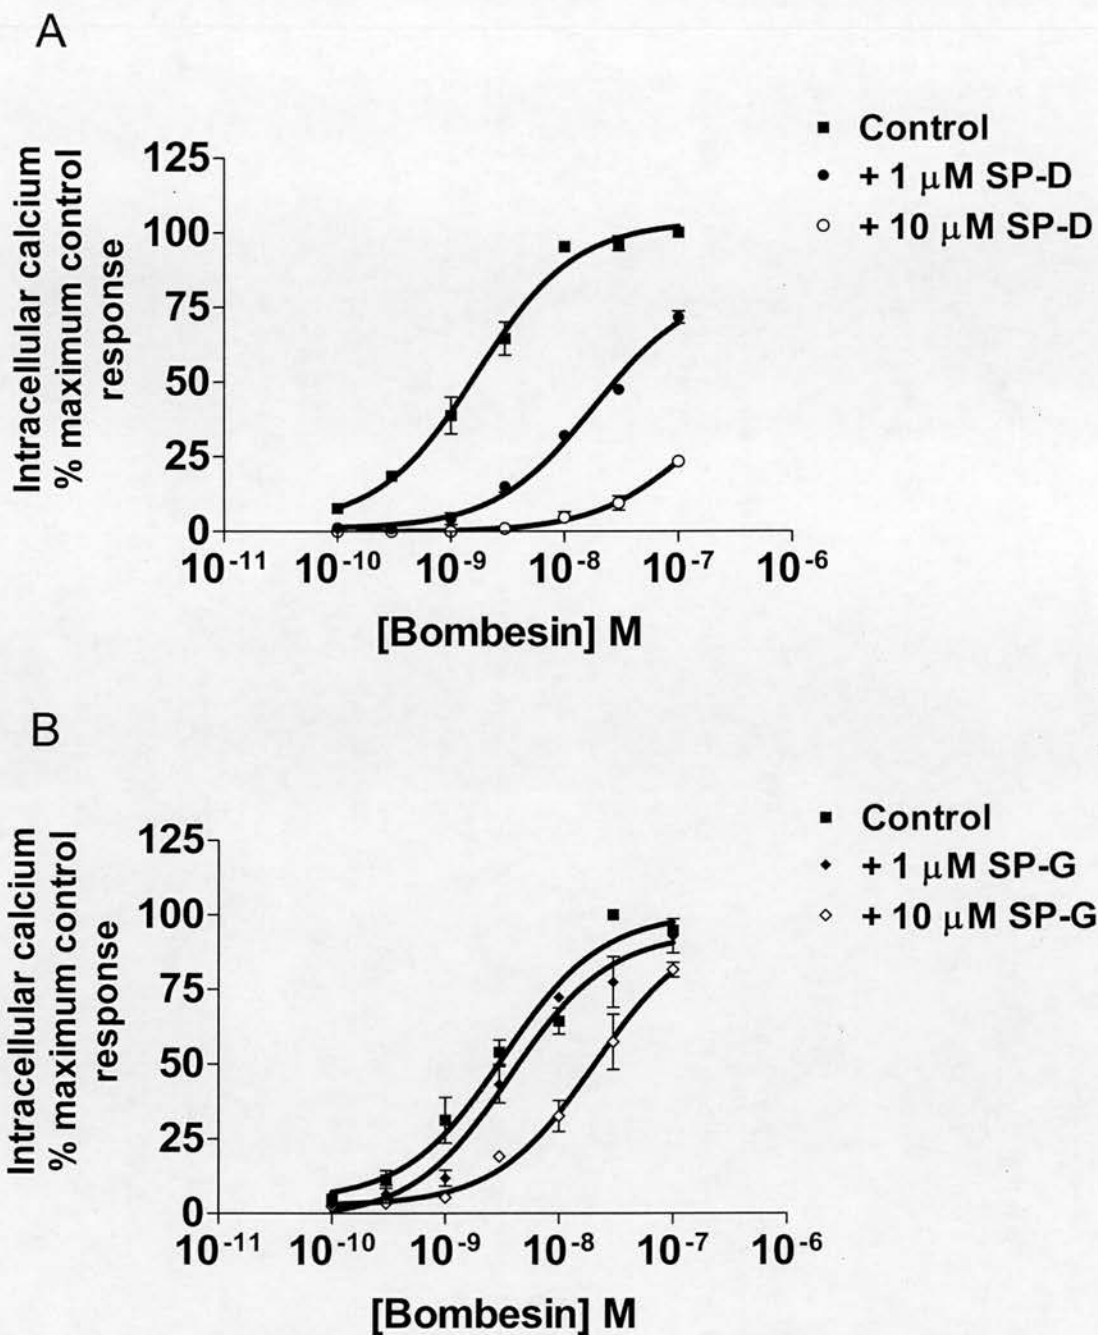 A
Control
+ 1 μM SP-D
+ 10 μM SP-D
Intracellular calcium
% maximum control
response
125
100
75
50
25
0
10-11 10-10 10-9 10-8 10-7 10-6
[Bombesin] M
B
Control
+ 1 μM SP-G
+ 10 μM SP-G
Intracellular calcium
% maximum control
response
125
100
75
50
25
0
10-11 10-10 10-9 10-8 10-7 10-6
[Bombesin] M